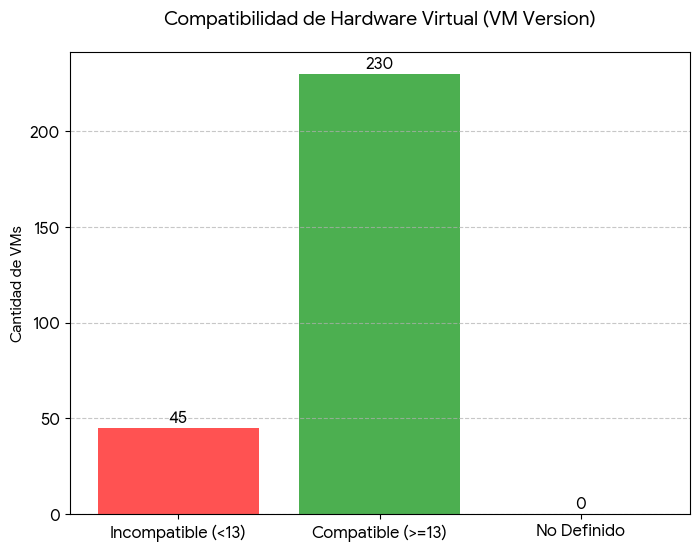 Compatibilidad de Hardware Virtual (VM Version)
230
200
150
Cantidad de VMs
100
50
45
0
0
Incompatible (<13)
Compatible (>=13)
No Definido